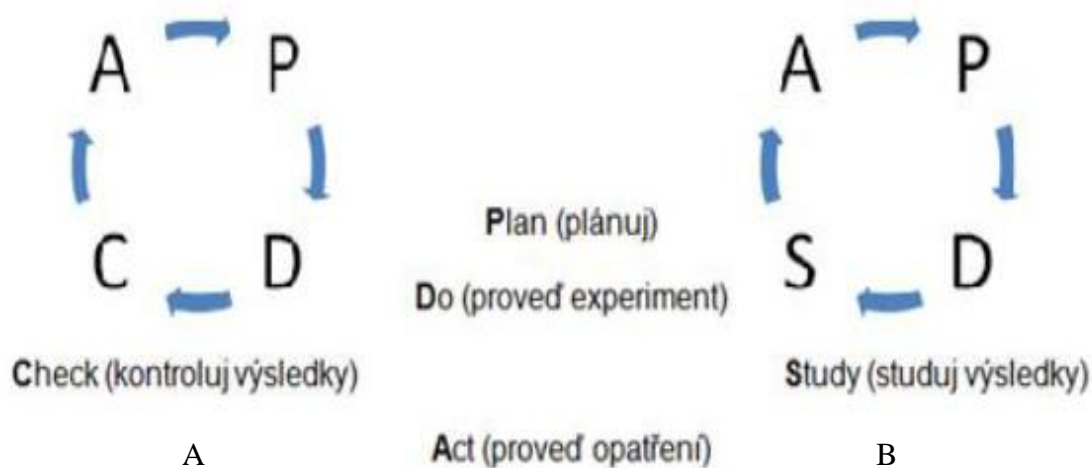 A P A P
C D S D
Plan (plánuj)
Do (proveď experiment)
Check (kontroluj výsledky) Study (studuj výsledky)
Act (proveď opatření)
A B